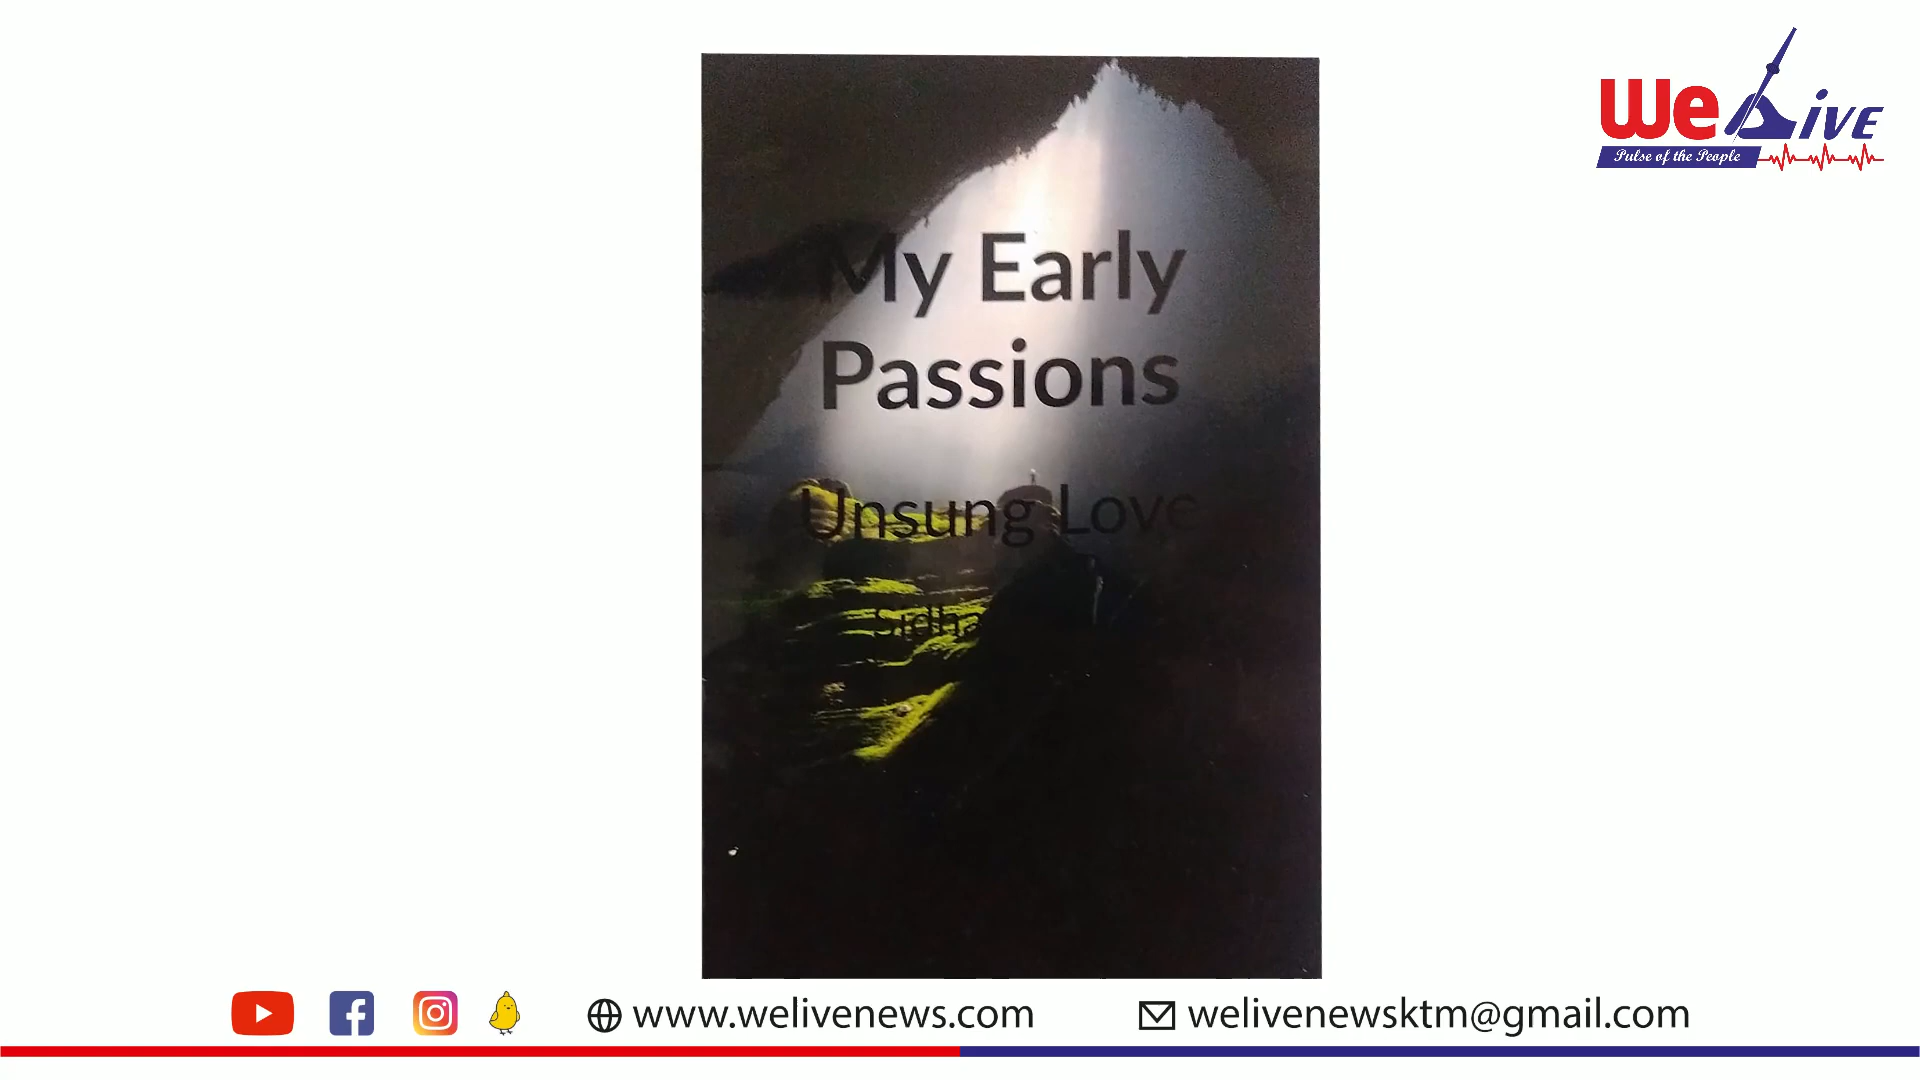 We Live
Pulse of the People
My Early
Passions
Unsung Love
www.welivenews.com
welivenewsktm@gmail.com